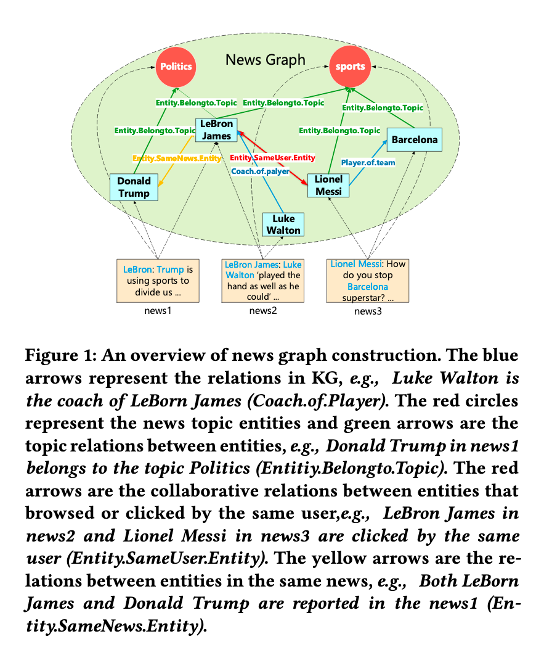 News Graph
Politics
sports
Entity.Belongto.Topic
Entity.Belongto.Topic
Entity.Belongto.Topic
Entity.Belongto.Topic
LeBron
James
Entity.Belongto.Topic
Barcelona
Entity.SameNews.Entity
Entity.SameUser.Entity
Player.of.team
Coach.of.palyer
Donald
Trump
Lionel
Messi
Luke
Walton
LeBron: Trump is
using sports to
divide us ...
news1
LeBron James: Luke
Walton 'played the
hand as well as he
could' ...
news2
Lionel Messi: How
do you stop
Barcelona
superstar? ...
news3
Figure 1: An overview of news graph construction. The blue
arrows represent the relations in KG, e.g., Luke Walton is
the coach of LeBorn James (Coach.of.Player). The red circles
represent the news topic entities and green arrows are the
topic relations between entities, e.g., Donald Trump in news1
belongs to the topic Politics (Entitiy.Belongto.Topic). The red
arrows are the collaborative relations between entities that
browsed or clicked by the same user,e.g., LeBron James in
news2 and Lionel Messi in news3 are clicked by the same
user (Entity.SameUser.Entity). The yellow arrows are the re-
lations between entities in the same news, e.g., Both LeBorn
James and Donald Trump are reported in the news1 (En-
tity.SameNews.Entity).